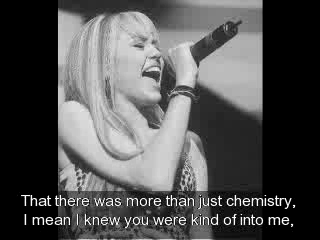 That there was more than just chemistry,
I mean I knew you were kind of into me,